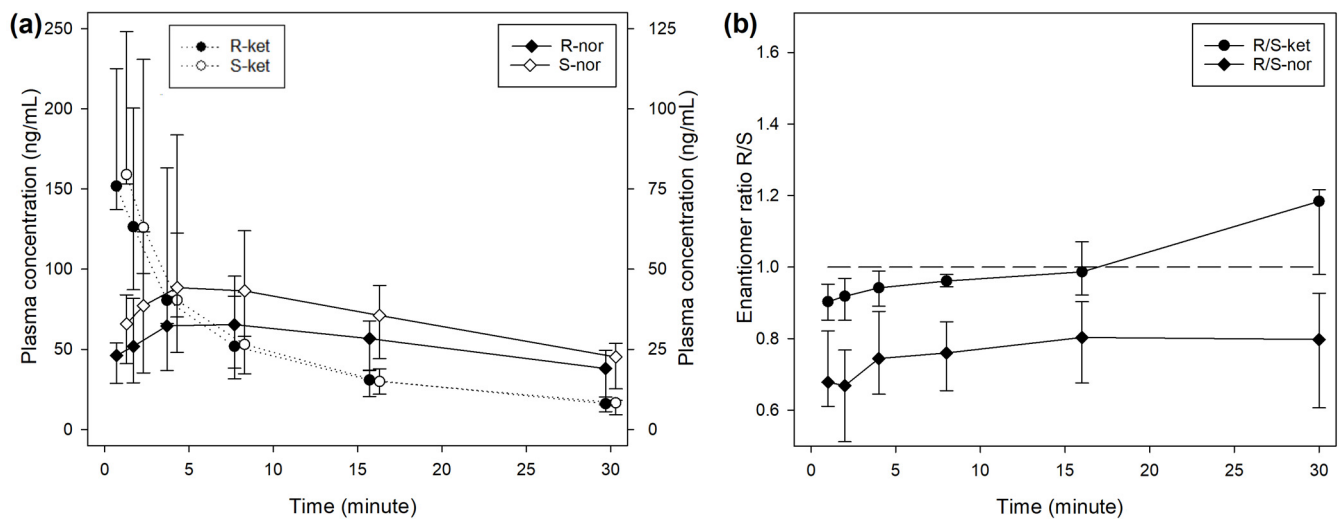 (a)
250
200
150
100
50
0
Plasma concentration (ng/mL)
R-ket
S-ket
R-nor
S-nor
125
100
75
50
25
0
Plasma concentration (ng/mL)
0 5 10 15 20 25 30
Time (minute)
(b)
1.6
1.4
1.2
1.0
0.8
0.6
Enantiomer ratio R/S
R/S-ket
R/S-nor
0 5 10 15 20 25 30
Time (minute)